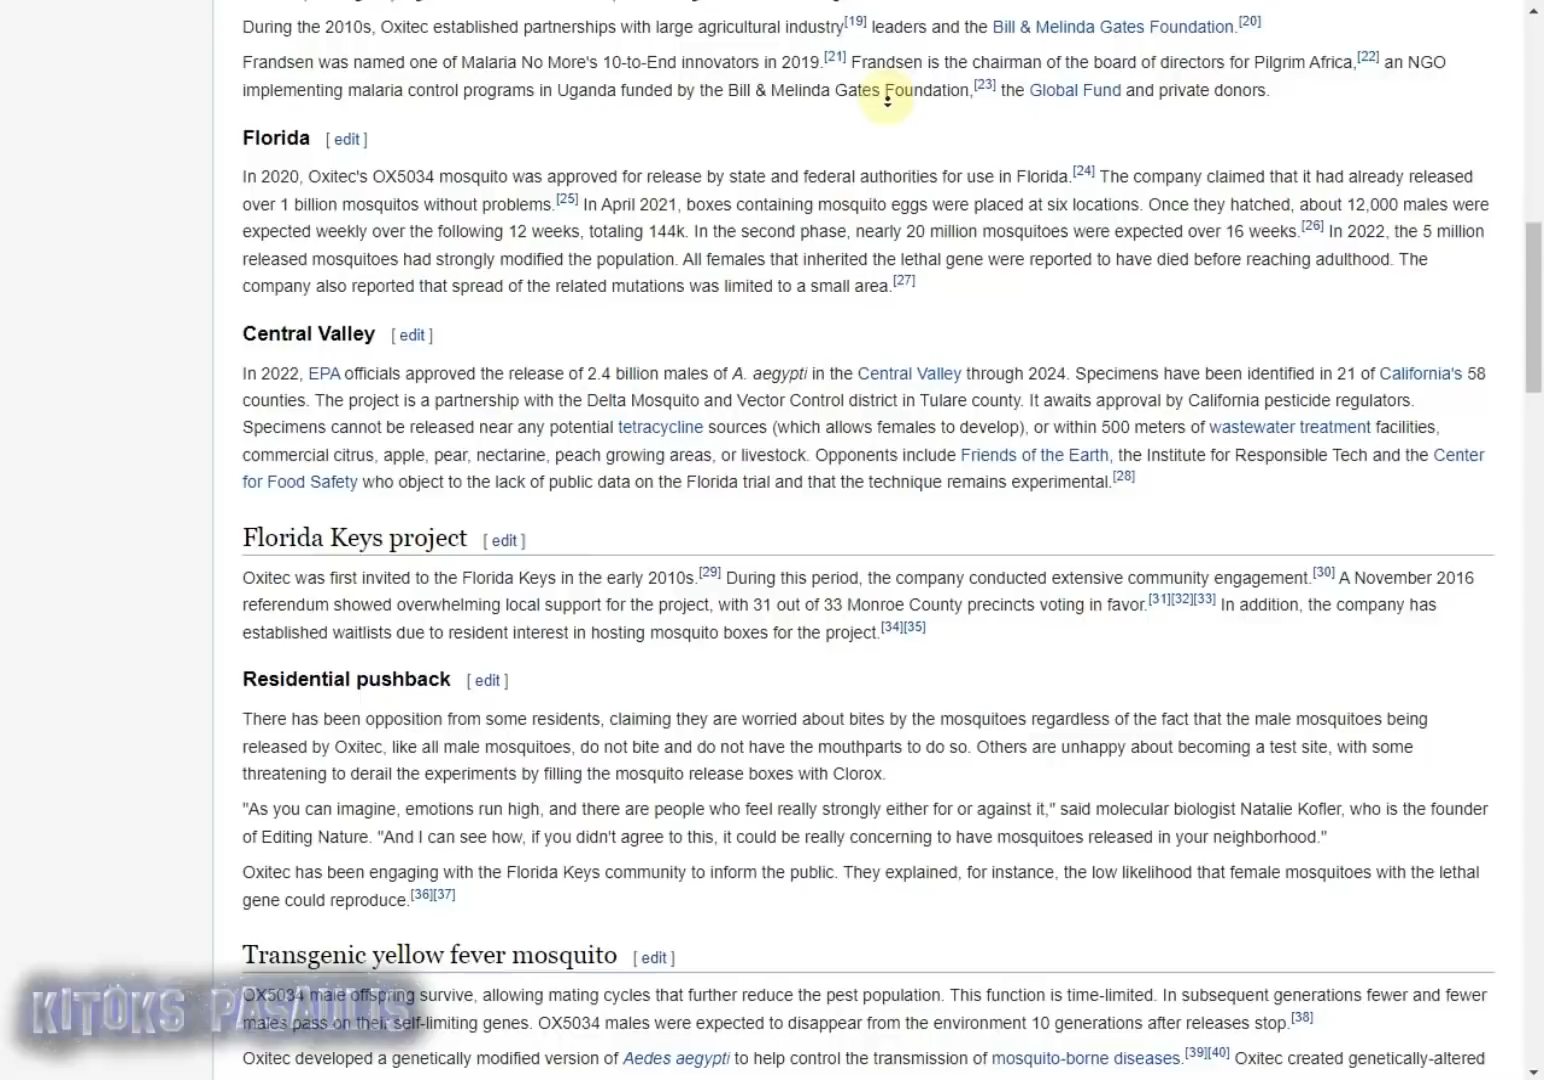 During the 2010s, Oxitec established partnerships with large agricultural industry[19] leaders and the Bill & Melinda Gates Foundation.[20]
Frandsen was named one of Malaria No More's 10-to-End innovators in 2019.[21] Frandsen is the chairman of the board of directors for Pilgrim Africa,[22] an NGO
implementing malaria control programs in Uganda funded by the Bill & Melinda Gates Foundation,[23] the Global Fund and private donors.
Florida [ edit ]
In 2020, Oxitec's OX5034 mosquito was approved for release by state and federal authorities for use in Florida.[24] The company claimed that it had already released
over 1 billion mosquitos without problems.[25] In April 2021, boxes containing mosquito eggs were placed at six locations. Once they hatched, about 12,000 males were
expected weekly over the following 12 weeks, totaling 144k. In the second phase, nearly 20 million mosquitoes were expected over 16 weeks.[26] In 2022, the 5 million
released mosquitoes had strongly modified the population. All females that inherited the lethal gene were reported to have died before reaching adulthood. The
company also reported that spread of the related mutations was limited to a small area.[27]
Central Valley [ edit ]
In 2022, EPA officials approved the release of 2.4 billion males of A. aegypti in the Central Valley through 2024. Specimens have been identified in 21 of California's 58
counties. The project is a partnership with the Delta Mosquito and Vector Control district in Tulare county. It awaits approval by California pesticide regulators.
Specimens cannot be released near any potential tetracycline sources (which allows females to develop), or within 500 meters of wastewater treatment facilities,
commercial citrus, apple, pear, nectarine, peach growing areas, or livestock. Opponents include Friends of the Earth, the Institute for Responsible Tech and the Center
for Food Safety who object to the lack of public data on the Florida trial and that the technique remains experimental.[28]
Florida Keys project [ edit ]
Oxitec was first invited to the Florida Keys in the early 2010s.[29] During this period, the company conducted extensive community engagement.[30] A November 2016
referendum showed overwhelming local support for the project, with 31 out of 33 Monroe County precincts voting in favor.[31][32][33] In addition, the company has
established waitlists due to resident interest in hosting mosquito boxes for the project.[34][35]
Residential pushback [ edit ]
There has been opposition from some residents, claiming they are worried about bites by the mosquitoes regardless of the fact that the male mosquitoes being
released by Oxitec, like all male mosquitoes, do not bite and do not have the mouthparts to do so. Others are unhappy about becoming a test site, with some
threatening to derail the experiments by filling the mosquito release boxes with Clorox.
"As you can imagine, emotions run high, and there are people who feel really strongly either for or against it," said molecular biologist Natalie Kofler, who is the founder
of Editing Nature. "And I can see how, if you didn't agree to this, it could be really concerning to have mosquitoes released in your neighborhood."
Oxitec has been engaging with the Florida Keys community to inform the public. They explained, for instance, the low likelihood that female mosquitoes with the lethal
gene could reproduce.[36][37]
Transgenic yellow fever mosquito [ edit ]
OX5034 male offspring survive, allowing mating cycles that further reduce the pest population. This function is time-limited. In subsequent generations fewer and fewer
males pass on their self-limiting genes. OX5034 males were expected to disappear from the environment 10 generations after releases stop.[38]
KITOKS PASAULIS
Oxitec developed a genetically modified version of Aedes aegypti to help control the transmission of mosquito-borne diseases.[39][40] Oxitec created genetically-altered